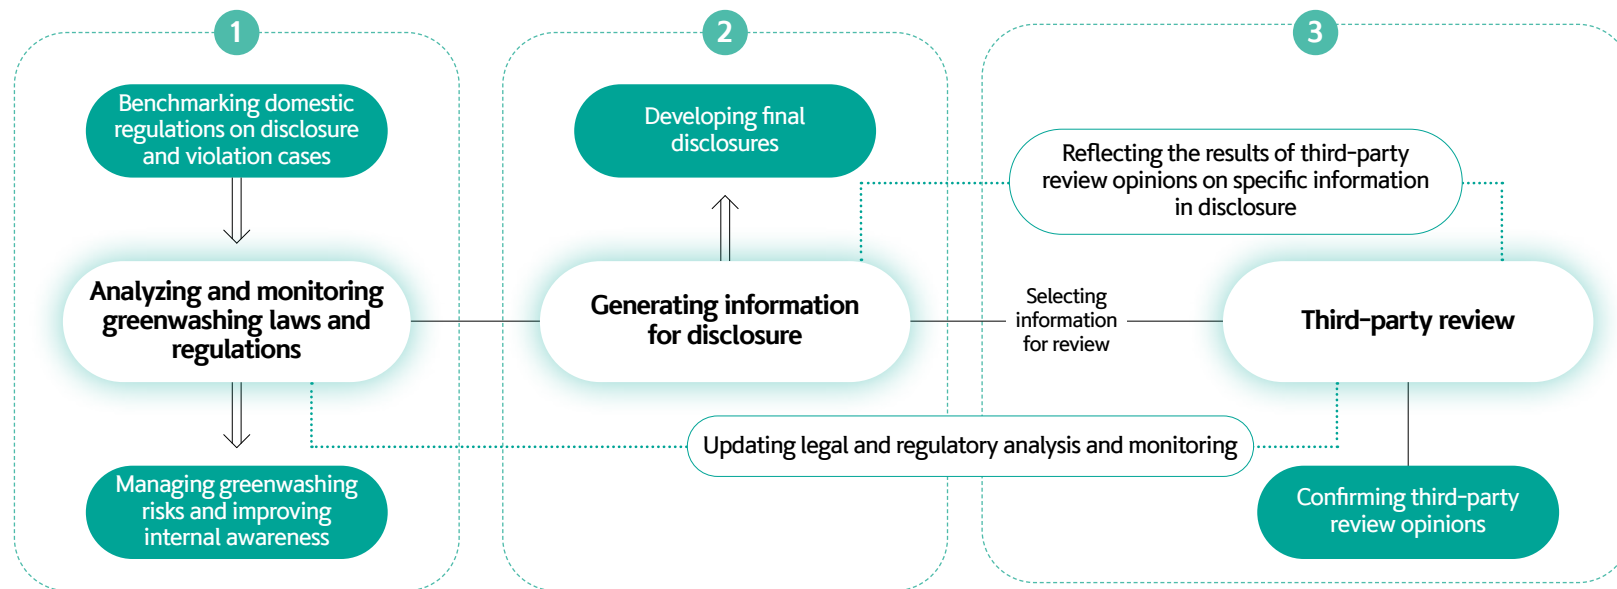 1
Benchmarking domestic
regulations on disclosure
and violation cases
Analyzing and monitoring
greenwashing laws and
regulations
Managing greenwashing
risks and improving
internal awareness
2
Developing final
disclosures
Generating information
for disclosure
3
Reflecting the results of third-party
review opinions on specific information
in disclosure
Selecting
information
for review
Third-party review
Updating legal and regulatory analysis and monitoring
Confirming third-party
review opinions